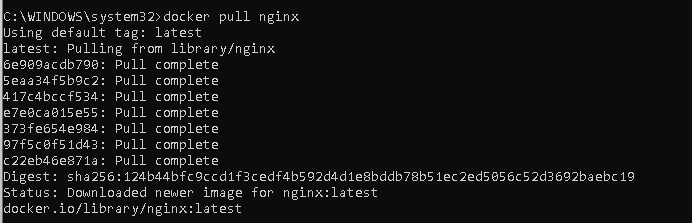 C:\WINDOWS\system32>docker pull nginx
Using default tag: latest
latest: Pulling from library/nginx
6e909acdb790: Pull complete
5eaa34f5b9c2: Pull complete
417c4bccf534: Pull complete
e7e0ca015e55: Pull complete
373fe654e984: Pull complete
97f5c0f51d43: Pull complete
c22eb46e871a: Pull complete
Digest: sha256:124b44bfc9ccd1f3cedf4b592d4d1e8bddb78b51ec2ed5056c52d3692baebc19
Status: Downloaded newer image for nginx:latest
docker.io/library/nginx:latest